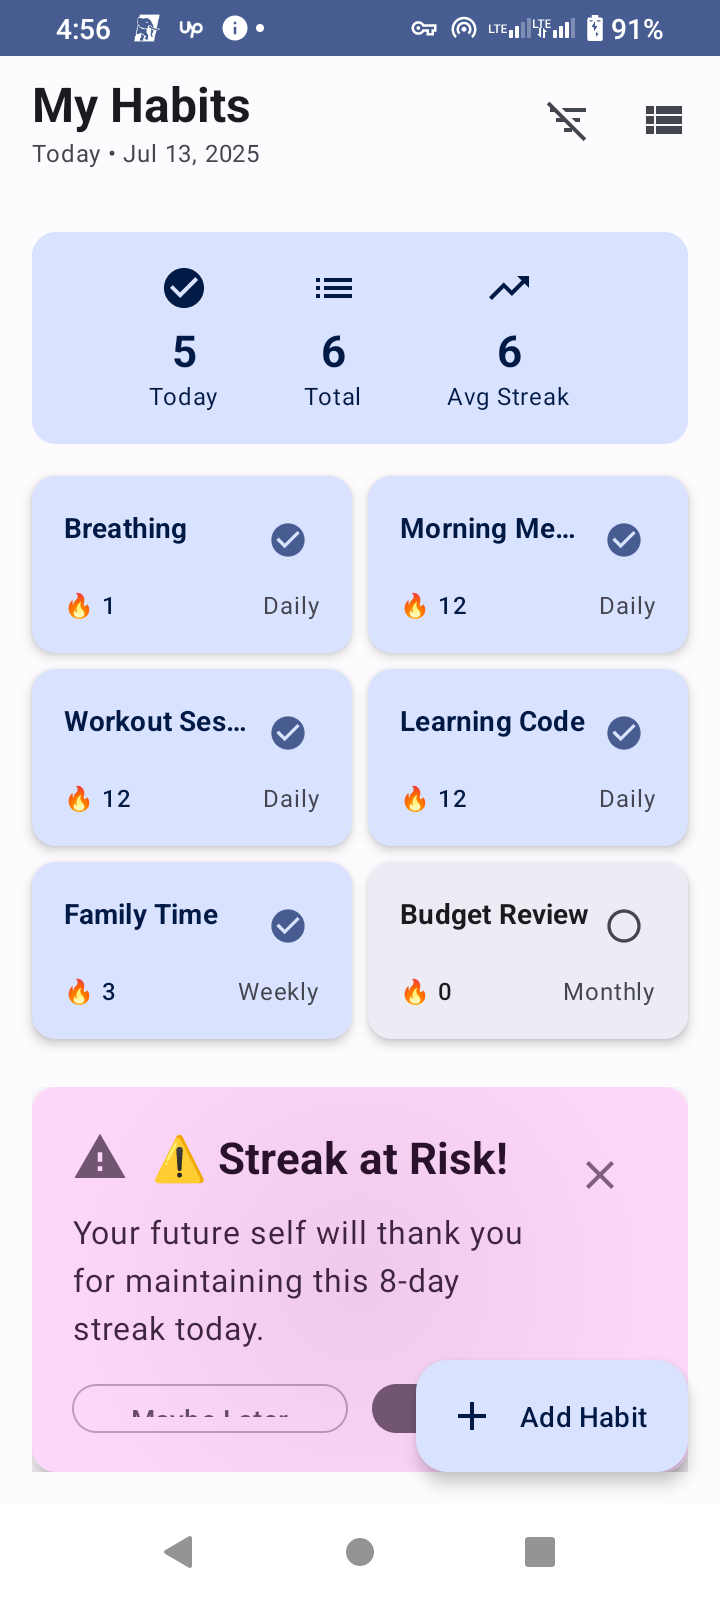 4:56 UP LTE LTE 91%
My Habits
Today • Jul 13, 2025
5 6 6
Today Total Avg Streak
Breathing
🔥 1 Daily
Morning Me...
🔥 12 Daily
Workout Ses...
🔥 12 Daily
Learning Code
🔥 12 Daily
Family Time
🔥 3 Weekly
Budget Review
🔥 0 Monthly
⚠️ Streak at Risk!
Your future self will thank you
for maintaining this 8-day
streak today.
Maybe Later
+ Add Habit